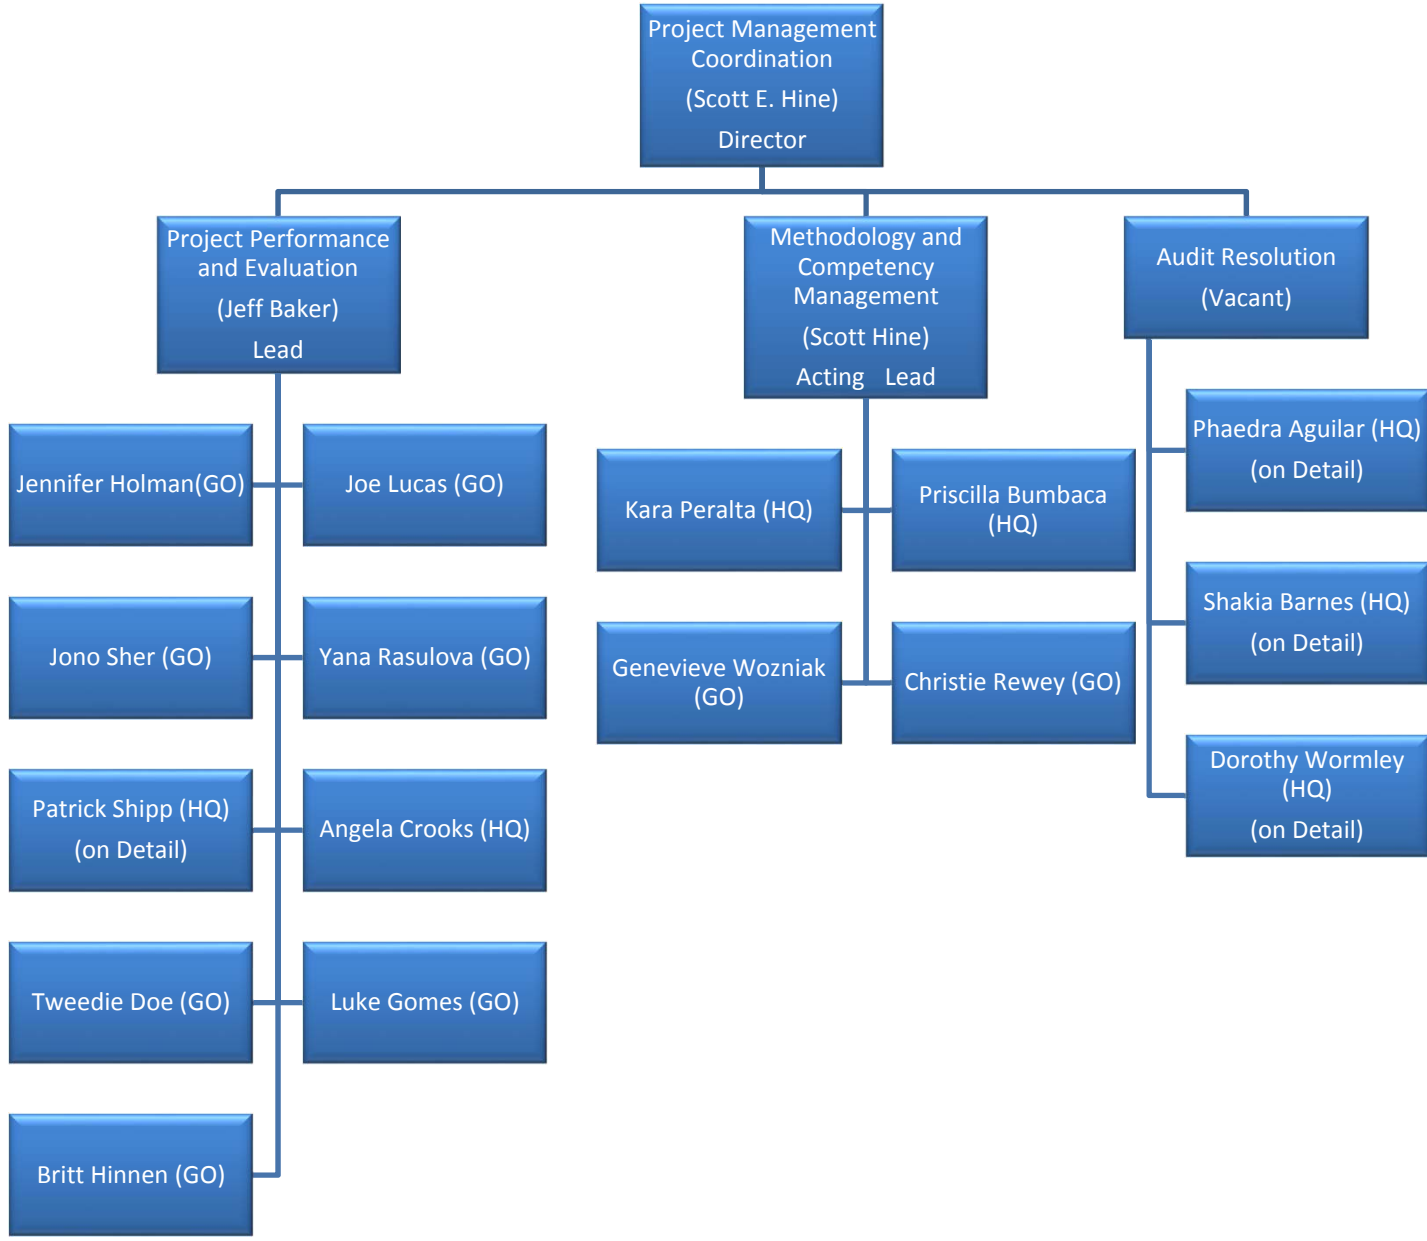 Project Management
Coordination
(Scott E. Hine)
Director
Project Performance
and Evaluation
(Jeff Baker)
Lead
Methodology and
Competency
Management
(Scott Hine)
Acting Lead
Audit Resolution
(Vacant)
Jennifer Holman(GO)
Joe Lucas (GO)
Jono Sher (GO)
Yana Rasulova (GO)
Patrick Shipp (HQ)
(on Detail)
Angela Crooks (HQ)
Tweedie Doe (GO)
Luke Gomes (GO)
Britt Hinnen (GO)
Kara Peralta (HQ)
Priscilla Bumbaca
(HQ)
Genevieve Wozniak
(GO)
Christie Rewey (GO)
Phaedra Aguilar (HQ)
(on Detail)
Shakia Barnes (HQ)
(on Detail)
Dorothy Wormley
(HQ)
(on Detail)